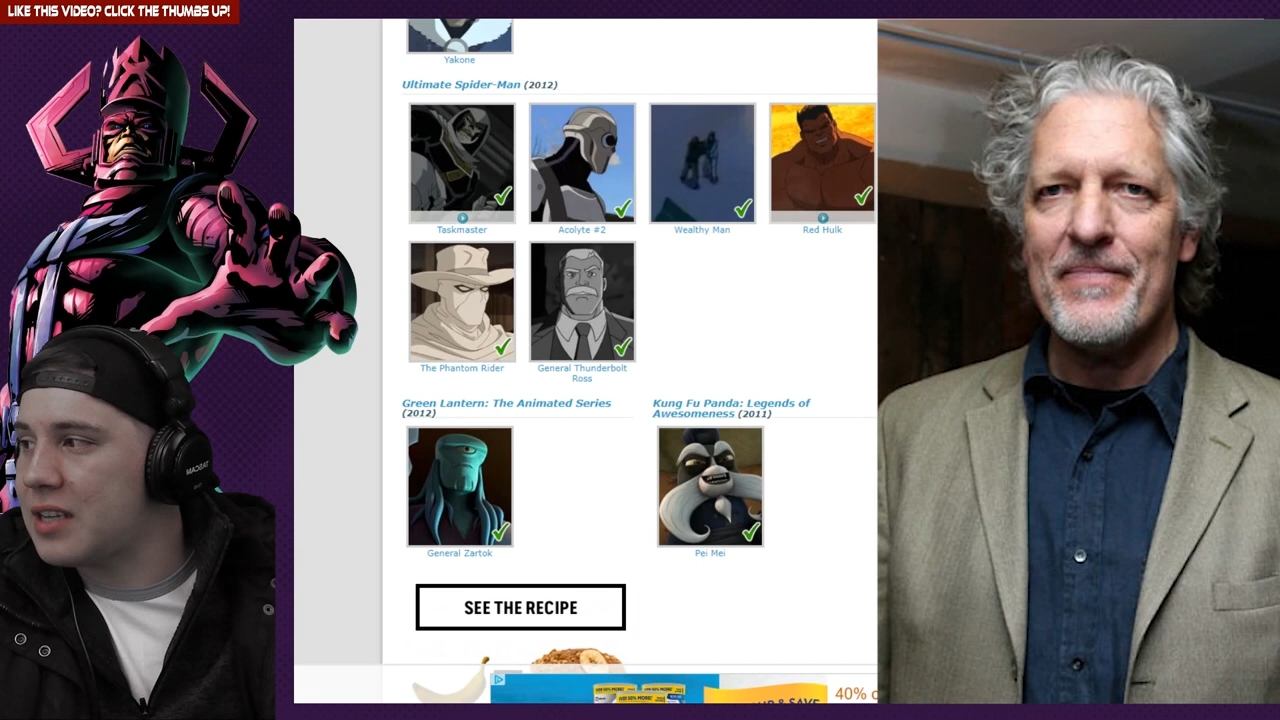 LIKE THIS VIDEO? CLICK THE THUMBS UP!
Yakone
Ultimate Spider-Man (2012)
Taskmaster
Acolyte #2
Wealthy Man
Red Hulk
The Phantom Rider
General Thunderbolt
Ross
Green Lantern: The Animated Series
(2012)
Kung Fu Panda: Legends of
Awesomeness (2011)
General Zartok
Pei Mei
SEE THE RECIPE
40%
& SAVE
TASCAM